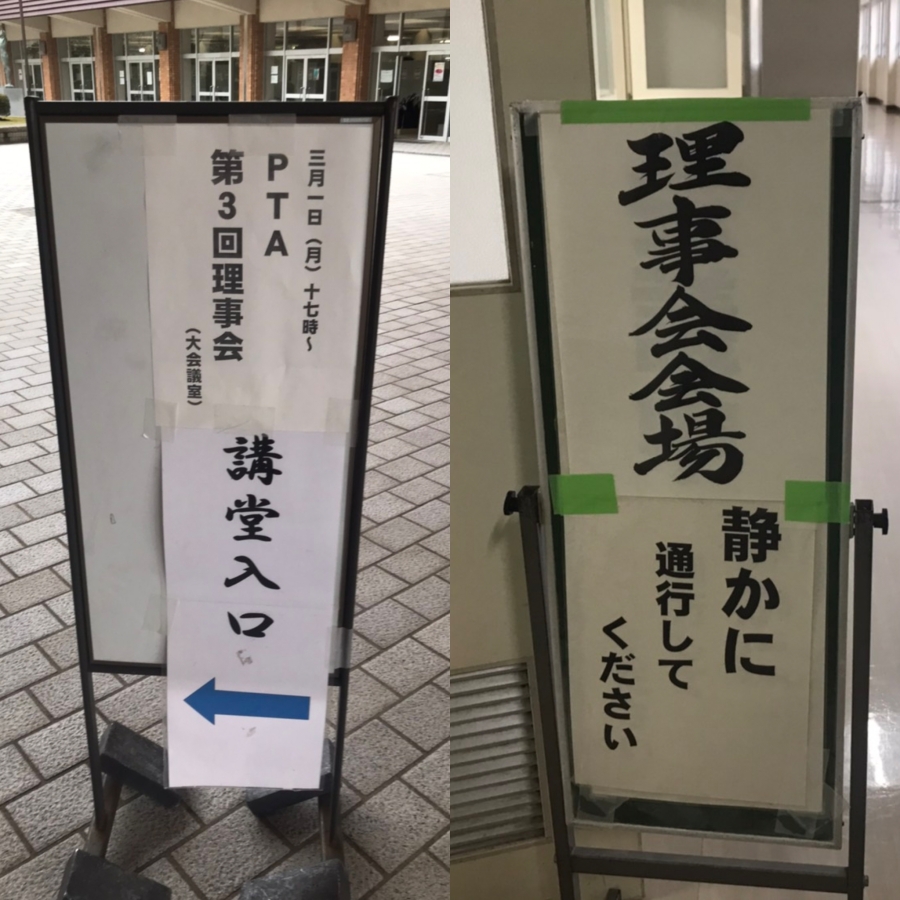 三月一日（月）十七時～
PTA
第3回理事会
（大会議室）
講堂入口
理事会会場
静かに
通行して
ください